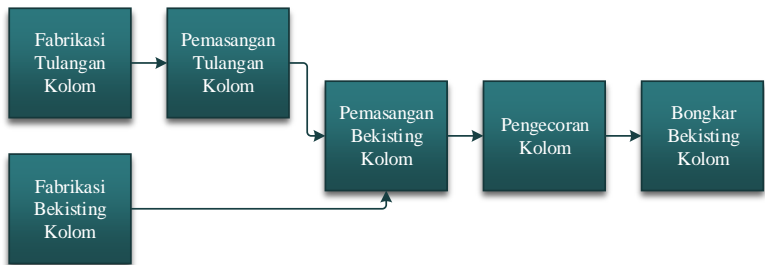 Fabrikasi
Tulangan
Kolom
Pemasangan
Tulangan
Kolom
Fabrikasi
Bekisting
Kolom
Pemasangan
Bekisting
Kolom
Pengecoran
Kolom
Bongkar
Bekisting
Kolom